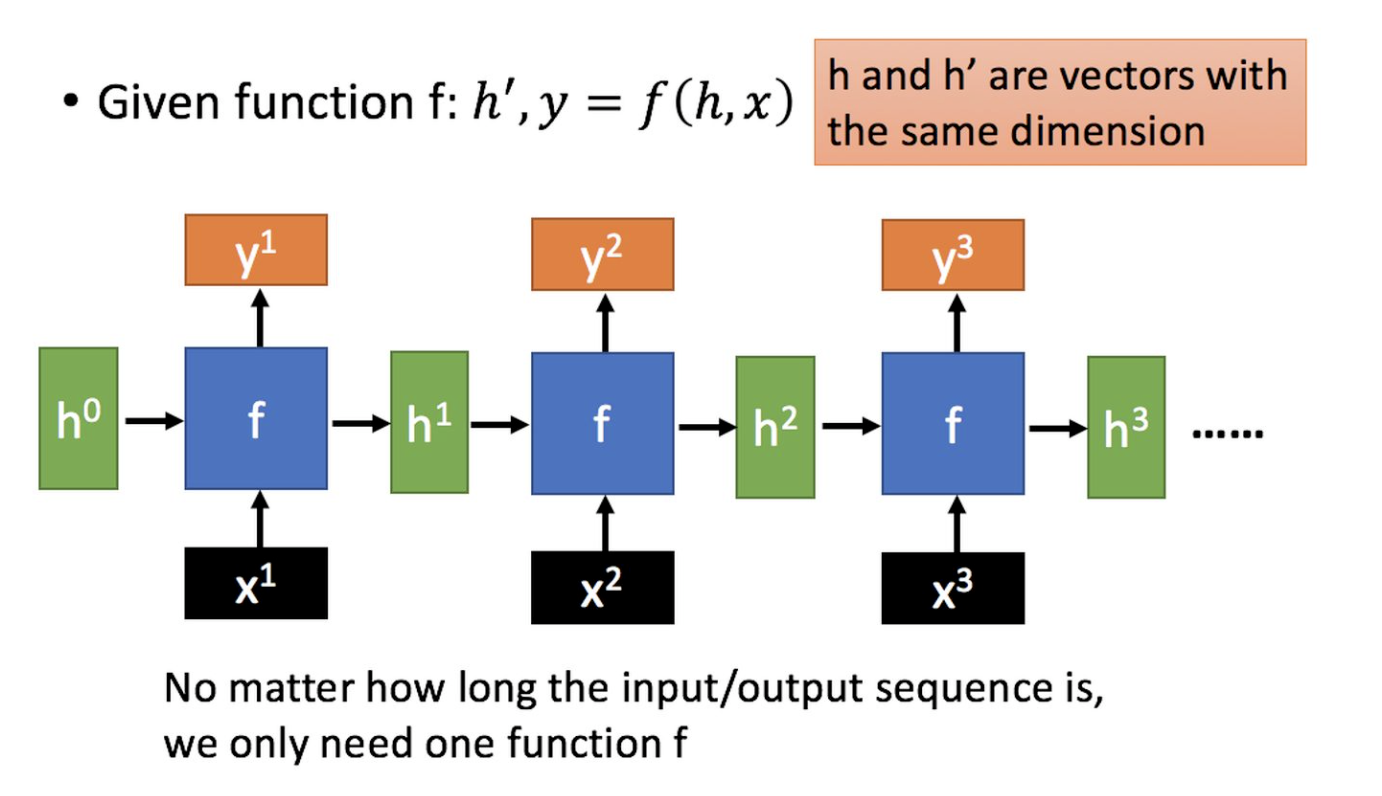 • Given function f: h′, y = f(h, x)
h and h’ are vectors with
the same dimension
y¹
y²
y³
h⁰
f
h¹
f
h²
f
h³
……
x¹
x²
x³
No matter how long the input/output sequence is,
we only need one function f